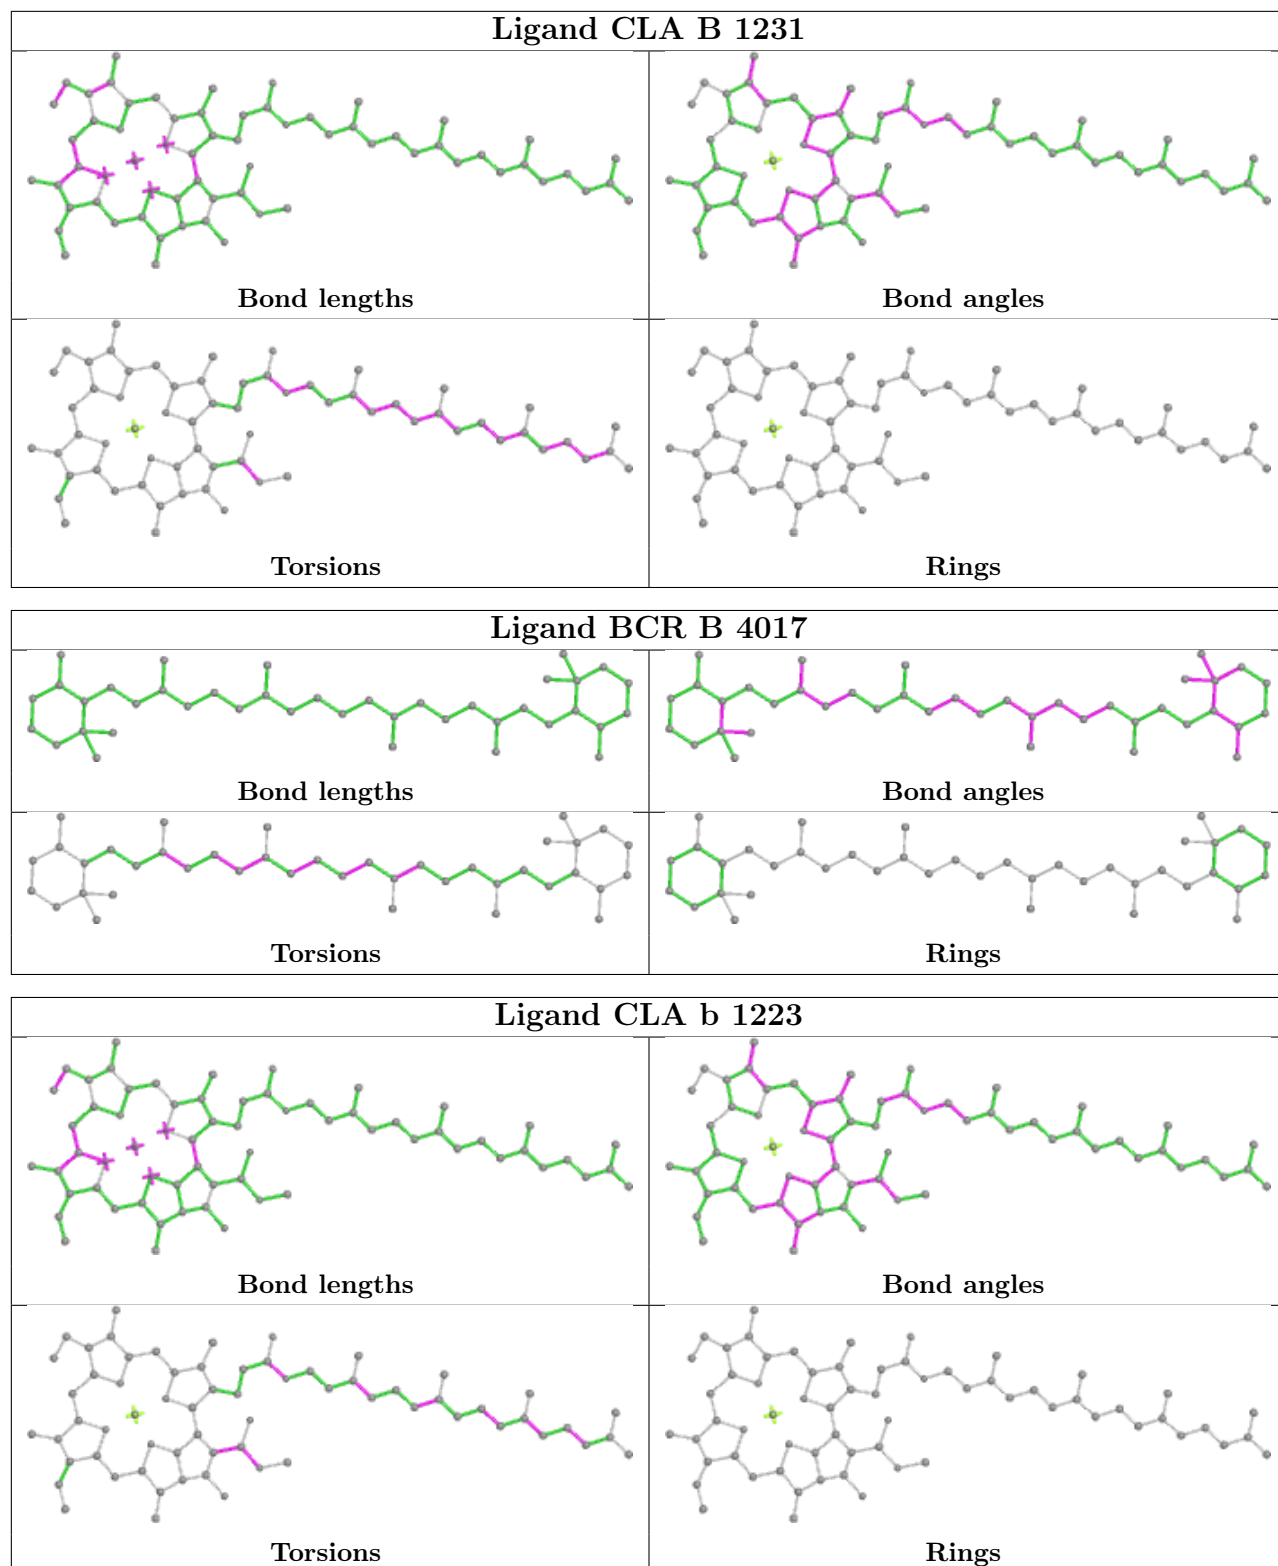 Ligand CLA B 1231
Bond lengths
Bond angles
Torsions
Rings
Ligand BCR B 4017
Bond lengths
Bond angles
Torsions
Rings
Ligand CLA b 1223
Bond lengths
Bond angles
Torsions
Rings